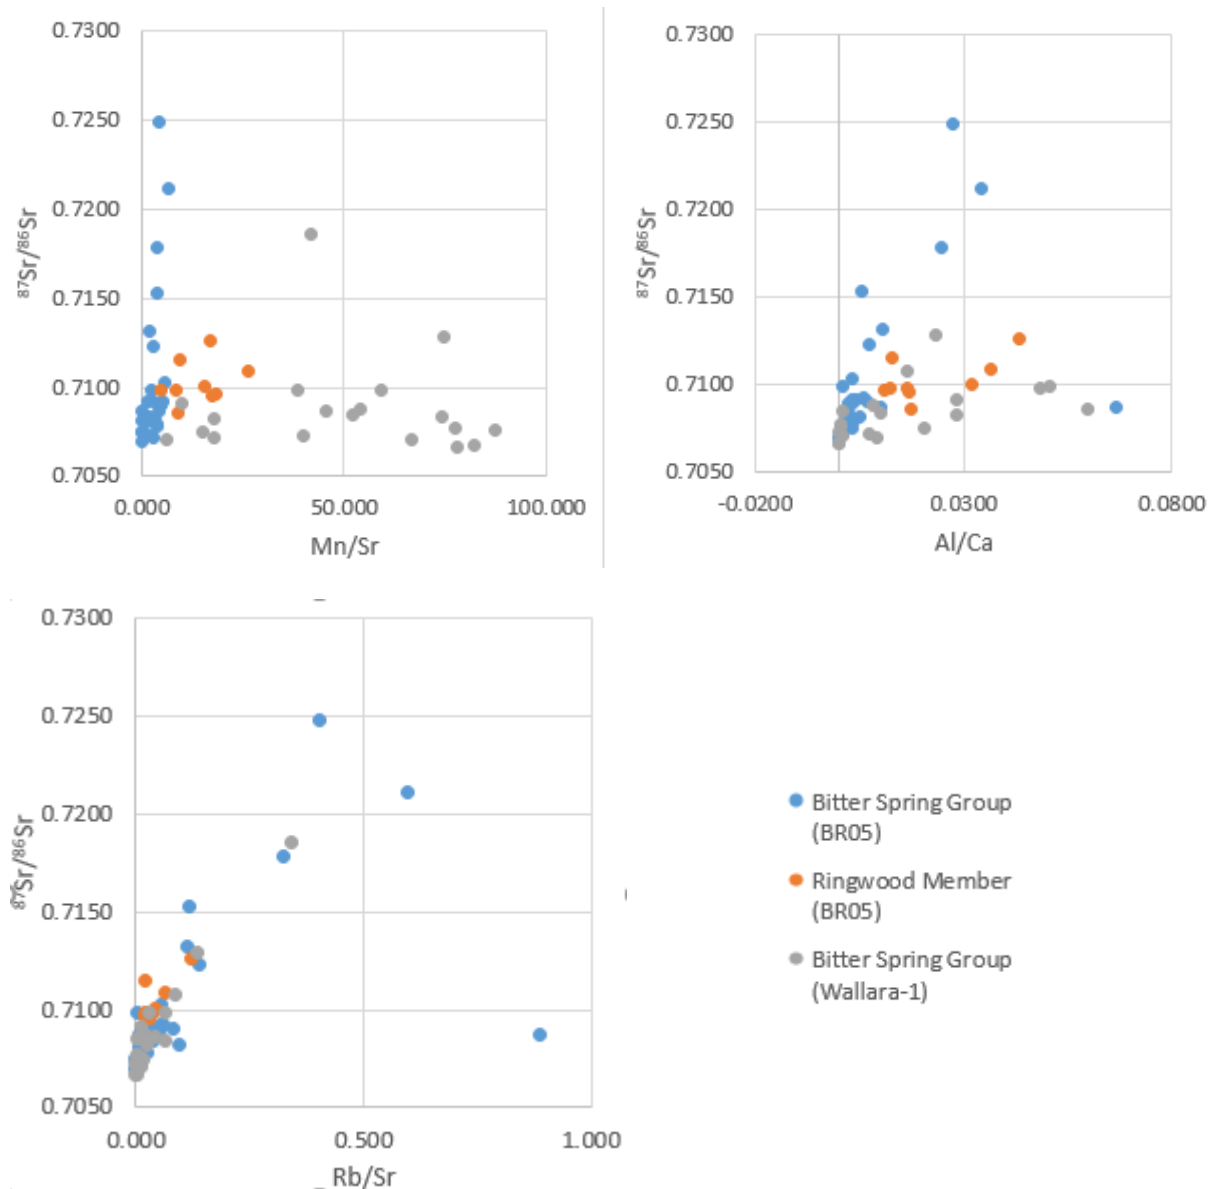 0.7300
0.7250
0.7200
0.7150
0.7100
0.7050
⁸⁷Sr/⁸⁶Sr
0.000 50.000 100.000
Mn/Sr
0.7300
0.7250
0.7200
0.7150
0.7100
0.7050
⁸⁷Sr/⁸⁶Sr
-0.0200 0.0300 0.0800
Al/Ca
0.7300
0.7250
0.7200
0.7150
0.7100
0.7050
⁸⁷Sr/⁸⁶Sr
0.000 0.500 1.000
Rb/Sr
Bitter Spring Group
(BR05)
Ringwood Member
(BR05)
Bitter Spring Group
(Wallara-1)